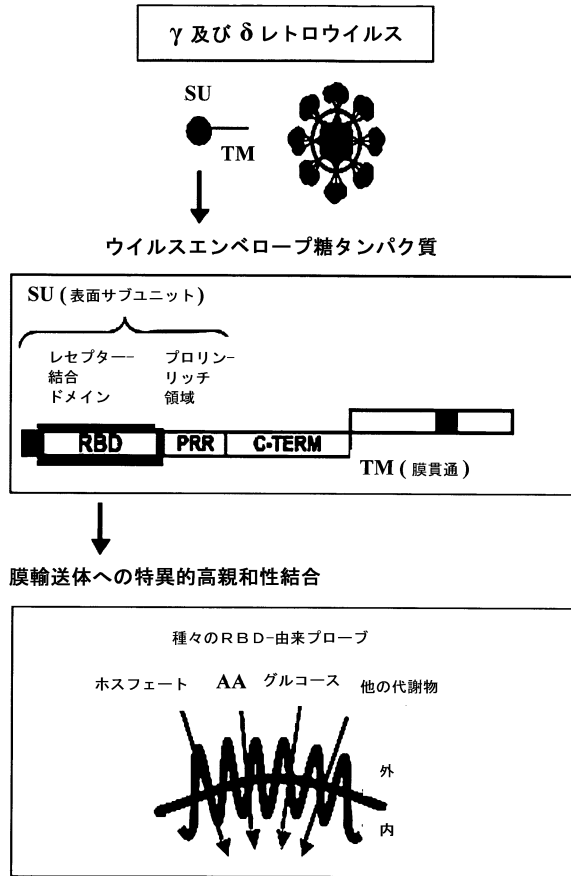 γ 及び δ レトロウイルス
SU
TM
ウイルスエンベロープ糖タンパク質
SU ( 表面サブユニット )
レセプター−
結合
ドメイン
プロリン−
リッチ
領域
RBD
PRR
C-TERM
TM ( 膜貫通 )
膜輸送体への特異的高親和性結合
種々のRBD-由来プローブ
ホスフェート AA グルコース 他の代謝物
外
内